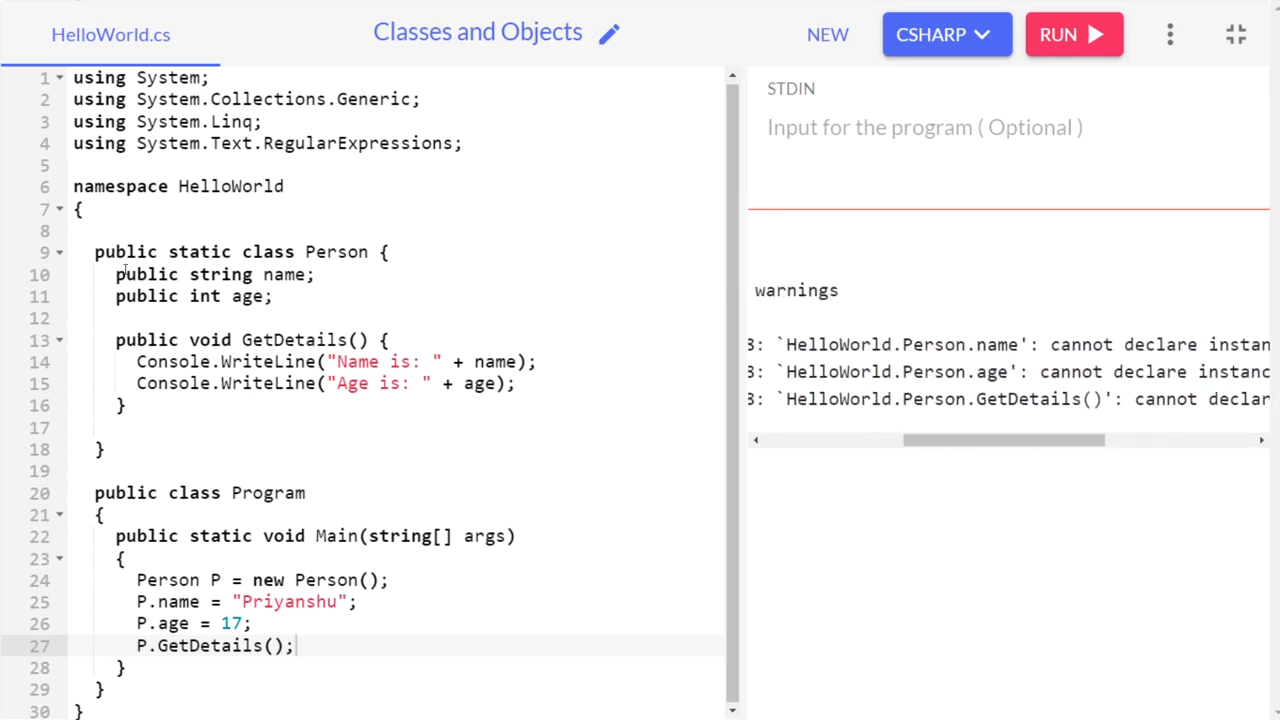 HelloWorld.cs
Classes and Objects
NEW
CSHARP
RUN
1 using System;
2 using System.Collections.Generic;
3 using System.Linq;
4 using System.Text.RegularExpressions;
5
6 namespace HelloWorld
7 {
8
9 public static class Person {
10 public string name;
11 public int age;
12
13 public void GetDetails() {
14 Console.WriteLine("Name is: " + name);
15 Console.WriteLine("Age is: " + age);
16 }
17
18 }
19
20 public class Program
21 {
22 public static void Main(string[] args)
23 {
24 Person P = new Person();
25 P.name = "Priyanshu";
26 P.age = 17;
27 P.GetDetails();
28 }
29 }
30 }
STDIN
Input for the program ( Optional )
warnings
3: `HelloWorld.Person.name': cannot declare instan
3: `HelloWorld.Person.age': cannot declare instanc
3: `HelloWorld.Person.GetDetails()': cannot declar